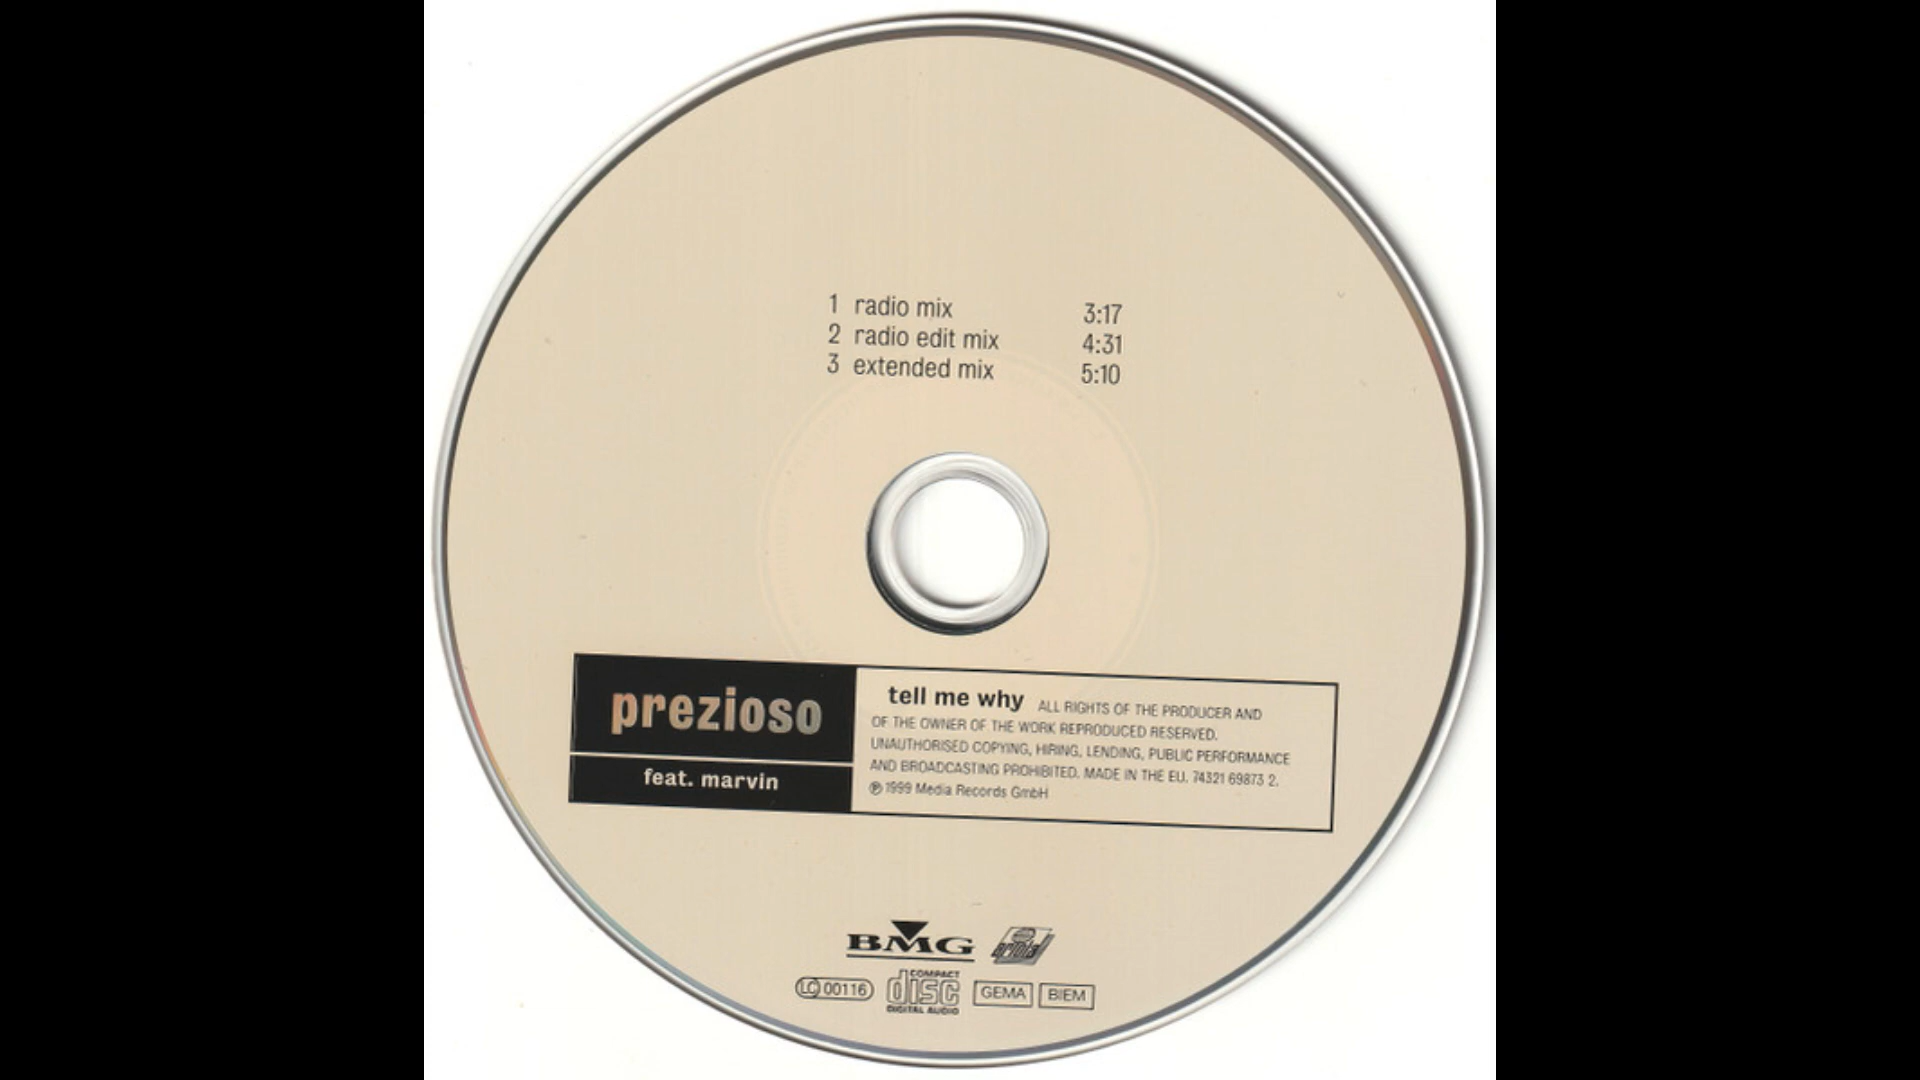 1 radio mix 3:17
2 radio edit mix 4:31
3 extended mix 5:10
prezioso
feat. marvin
tell me why ALL RIGHTS OF THE PRODUCER AND
OF THE OWNER OF THE WORK REPRODUCED RESERVED.
UNAUTHORISED COPYING, HIRING, LENDING, PUBLIC PERFORMANCE
AND BROADCASTING PROHIBITED. MADE IN THE EU. 74321 69873 2.
℗ 1999 Media Records GmbH
BMG ariola
LC 00116 COMPACT disc DIGITAL AUDIO GEMA BIEM